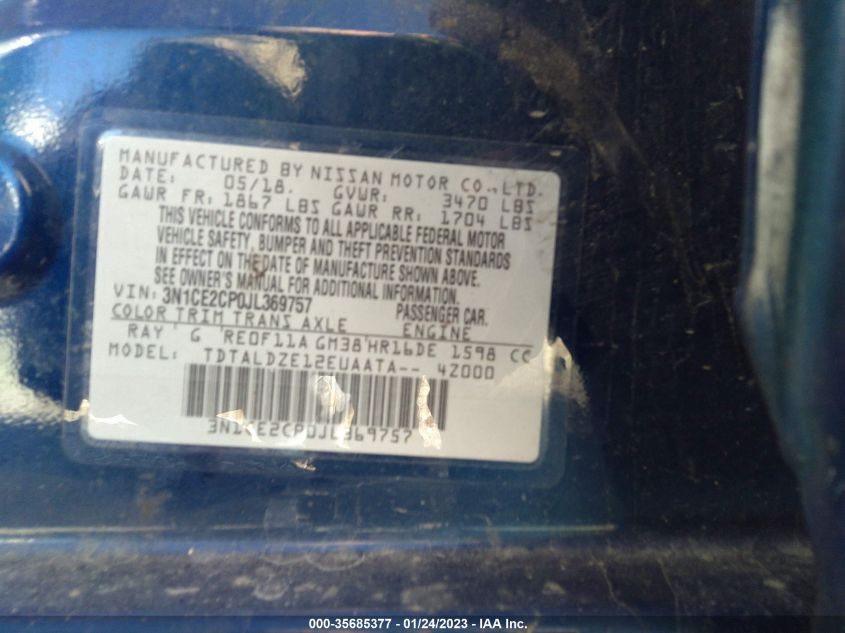 MANUFACTURED BY NISSAN MOTOR CO.,LTD.
DATE: 05/18. GVWR: 3470 LBS
GAWR FR: 1867 LBS GAWR RR: 1704 LBS
THIS VEHICLE CONFORMS TO ALL APPLICABLE FEDERAL MOTOR
VEHICLE SAFETY, BUMPER AND THEFT PREVENTION STANDARDS
IN EFFECT ON THE DATE OF MANUFACTURE SHOWN ABOVE.
SEE OWNER'S MANUAL FOR ADDITIONAL INFORMATION.
VIN: 3N1CE2CP0JL369757 PASSENGER CAR.
COLOR TRIM TRANS AXLE ENGINE
RAY ' G 'RE0F11A GM38'HR16DE 1598 CC
MODEL: TDTALDZE12EUAATA-- 4Z000
3N1CE2CP0JL369757
000-35685377 - 01/24/2023 - IAA Inc.